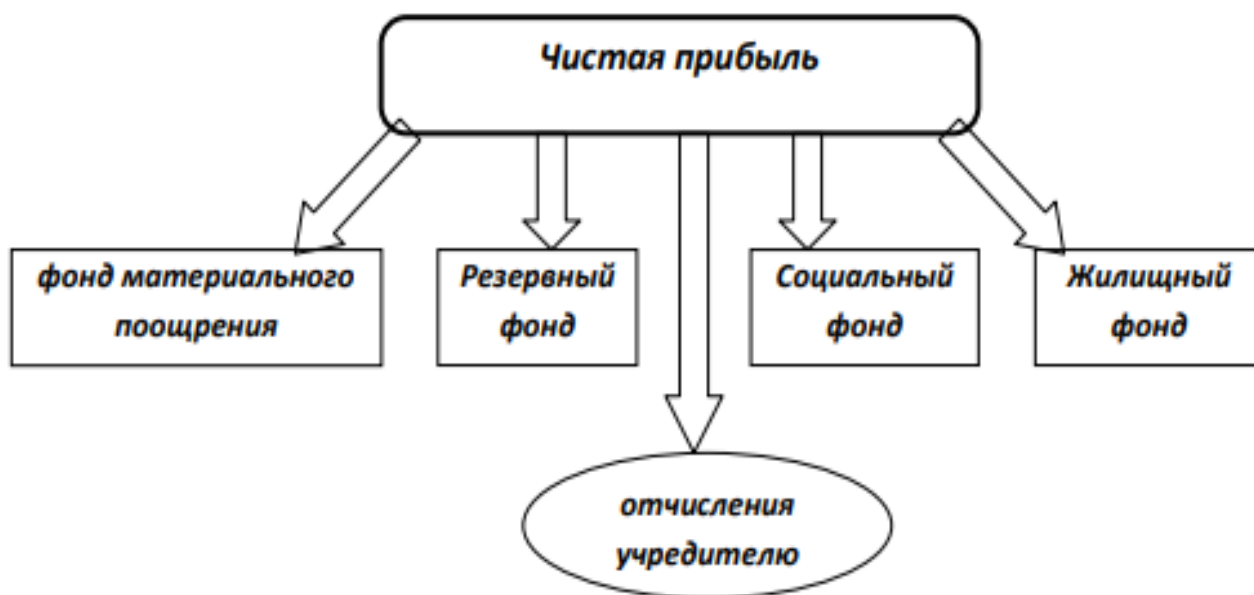 Чистая прибыль
фонд материального
поощрения
Резервный
фонд
Социальный
фонд
Жилищный
фонд
отчисления
учредителю